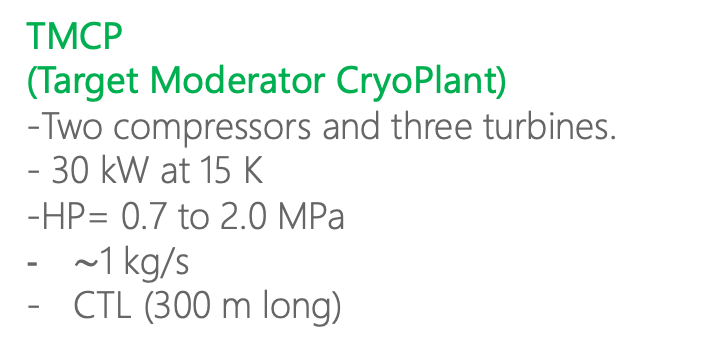 TMCP
(Target Moderator CryoPlant)
-Two compressors and three turbines.
- 30 kW at 15 K
-HP= 0.7 to 2.0 MPa
- ~1 kg/s
- CTL (300 m long)